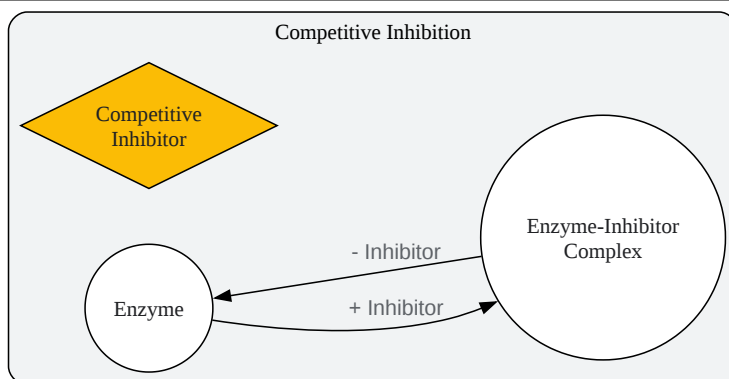 Competitive Inhibition
Competitive
Inhibitor
Enzyme-Inhibitor
Complex
- Inhibitor
Enzyme
+ Inhibitor